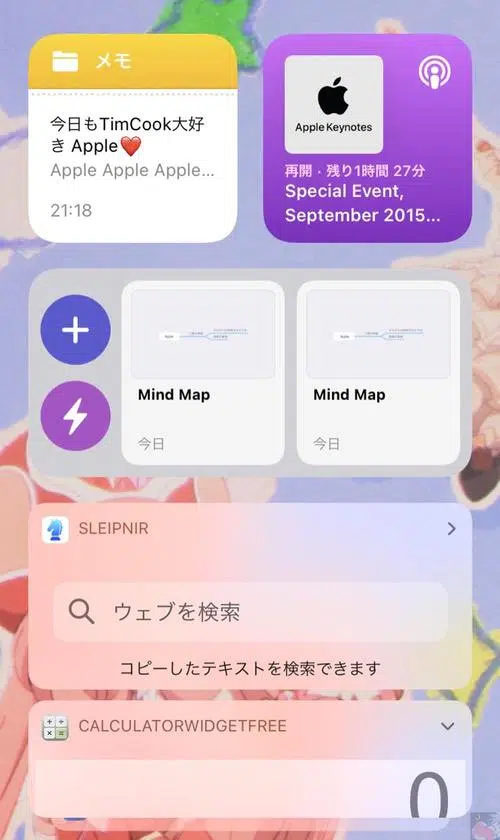 メモ
今日もTimCook大好
き Apple❤️
Apple Apple Apple...
21:18
Apple Keynotes
再開・残り1時間 27分
Special Event,
September 2015...
Mind Map
今日
Mind Map
今日
SLEIPNIR
ウェブを検索
コピーしたテキストを検索できます
CALCULATORWIDGETFREE
0